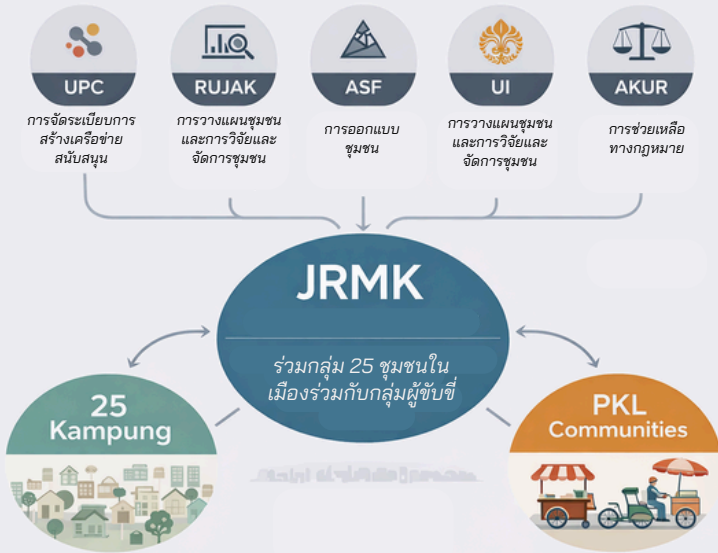 UPC
การจัดระเบียบการ
สร้างเครือข่าย
สนับสนุน
RUJAK
การวางแผนชุมชน
และการวิจัยและ
จัดการชุมชน
ASF
การออกแบบ
ชุมชน
UI
การวางแผนชุมชน
และการวิจัยและ
จัดการชุมชน
AKUR
การช่วยเหลือ
ทางกฎหมาย
JRMK
ร่วมกลุ่ม 25 ชุมชนใน
เมืองร่วมกับกลุ่มผู้ขับขี่
25
Kampung
PKL
Communities